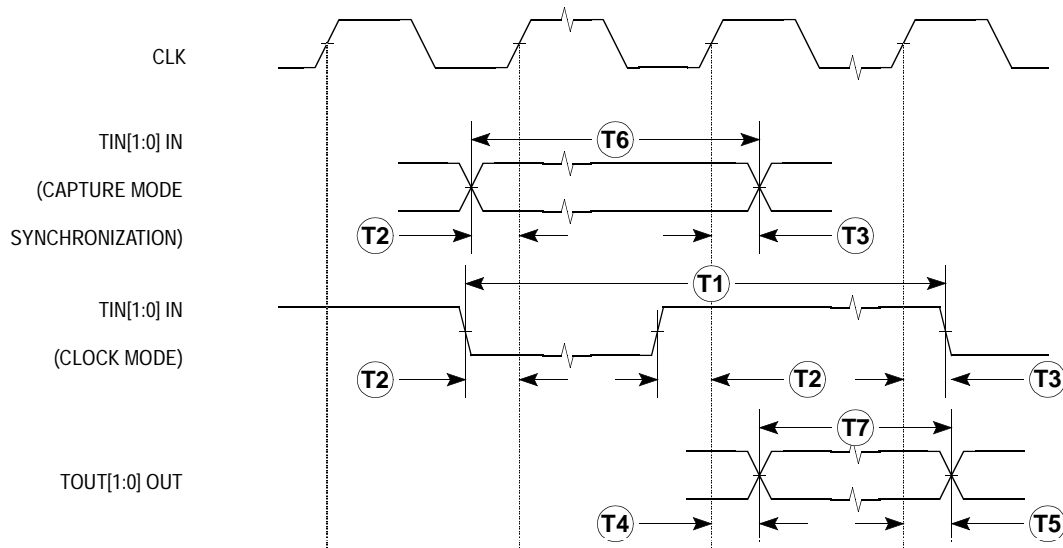 CLK
TIN[1:0] IN
T6
(CAPTURE MODE
SYNCHRONIZATION)
T2
T3
T1
TIN[1:0] IN
(CLOCK MODE)
T2
T2
T3
T7
TOUT[1:0] OUT
T4
T5